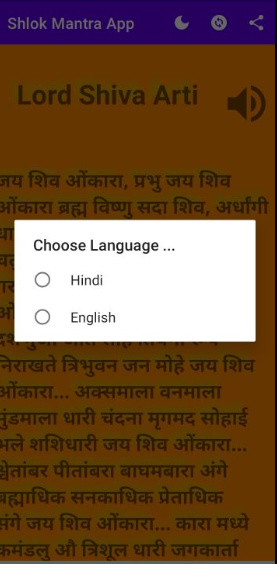 Shlok Mantra App
Lord Shiva Arti
जय शिव ओंकारा, प्रभु जय शिव
ओंकारा ब्रह्म विष्णु सदा शिव, अर्धांगी
Choose Language ...
Hindi
English
निराखते त्रिभुवन जन मोहे जय शिव
ओंकारा... अक्समाला वनमाला
मुंडमाला धारी चंदना मृगमद सोहाई
भले शशिधारी जय शिव ओंकारा...
श्वेतांबर पीतांबरा बाघमबारा अंगे
ब्रह्माधिक सनकाधिक प्रेताधिक
संगे जय शिव ओंकारा... कारा मध्ये
कमंडलु औ त्रिशूल धारी जगकार्ता